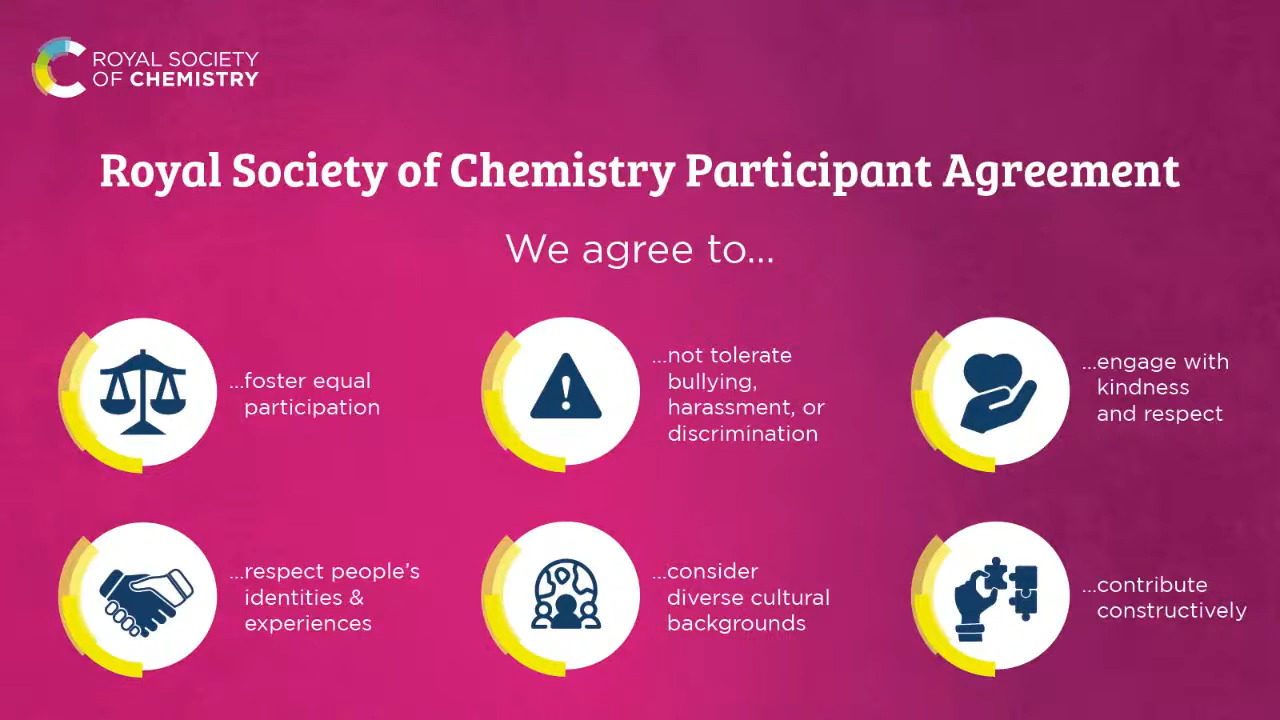 ROYAL SOCIETY
OF CHEMISTRY
Royal Society of Chemistry Participant Agreement
We agree to...
...foster equal
participation
...not tolerate
bullying,
harassment, or
discrimination
...engage with
kindness
and respect
...respect people's
identities &
experiences
...consider
diverse cultural
backgrounds
...contribute
constructively